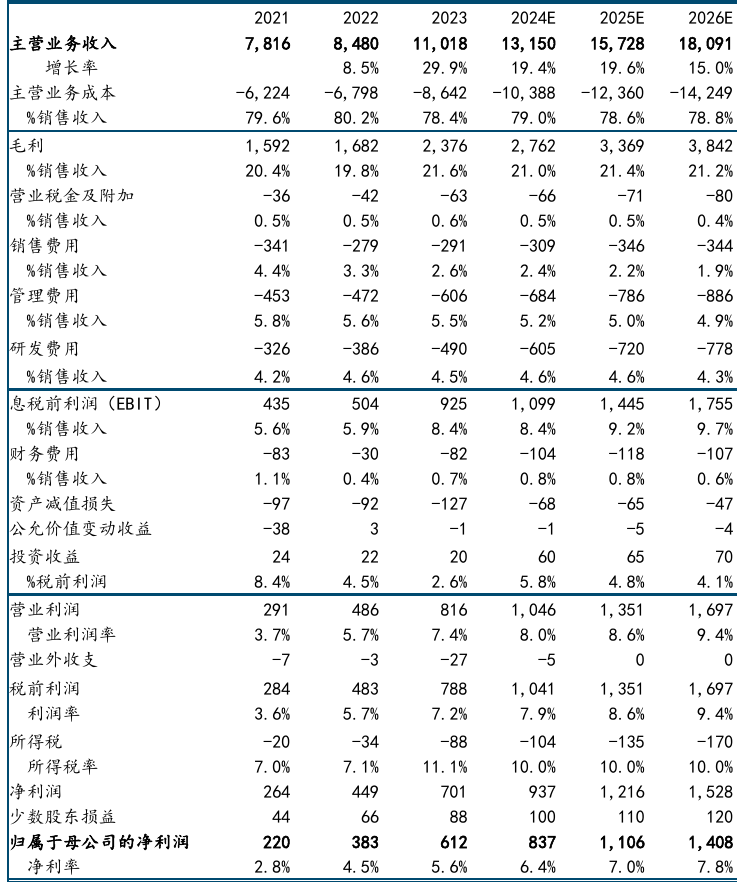 2021 2022 2023 2024E 2025E 2026E
主营业务收入 7,816 8,480 11,018 13,150 15,728 18,091
增长率 8.5% 29.9% 19.4% 19.6% 15.0%
主营业务成本 -6,224 -6,798 -8,642 -10,388 -12,360 -14,249
%销售收入 79.6% 80.2% 78.4% 79.0% 78.6% 78.8%
毛利 1,592 1,682 2,376 2,762 3,369 3,842
%销售收入 20.4% 19.8% 21.6% 21.0% 21.4% 21.2%
营业税金及附加 -36 -42 -63 -66 -71 -80
%销售收入 0.5% 0.5% 0.6% 0.5% 0.5% 0.4%
销售费用 -341 -279 -291 -309 -346 -344
%销售收入 4.4% 3.3% 2.6% 2.4% 2.2% 1.9%
管理费用 -453 -472 -606 -684 -786 -886
%销售收入 5.8% 5.6% 5.5% 5.2% 5.0% 4.9%
研发费用 -326 -386 -490 -605 -720 -778
%销售收入 4.2% 4.6% 4.5% 4.6% 4.6% 4.3%
息税前利润（EBIT） 435 504 925 1,099 1,445 1,755
%销售收入 5.6% 5.9% 8.4% 8.4% 9.2% 9.7%
财务费用 -83 -30 -82 -104 -118 -107
%销售收入 1.1% 0.4% 0.7% 0.8% 0.8% 0.6%
资产减值损失 -97 -92 -127 -68 -65 -47
公允价值变动收益 -38 3 -1 -1 -5 -4
投资收益 24 22 20 60 65 70
%税前利润 8.4% 4.5% 2.6% 5.8% 4.8% 4.1%
营业利润 291 486 816 1,046 1,351 1,697
营业利润率 3.7% 5.7% 7.4% 8.0% 8.6% 9.4%
营业外收支 -7 -3 -27 -5 0 0
税前利润 284 483 788 1,041 1,351 1,697
利润率 3.6% 5.7% 7.2% 7.9% 8.6% 9.4%
所得税 -20 -34 -88 -104 -135 -170
所得税率 7.0% 7.1% 11.1% 10.0% 10.0% 10.0%
净利润 264 449 701 937 1,216 1,528
少数股东损益 44 66 88 100 110 120
归属于母公司的净利润 220 383 612 837 1,106 1,408
净利率 2.8% 4.5% 5.6% 6.4% 7.0% 7.8%